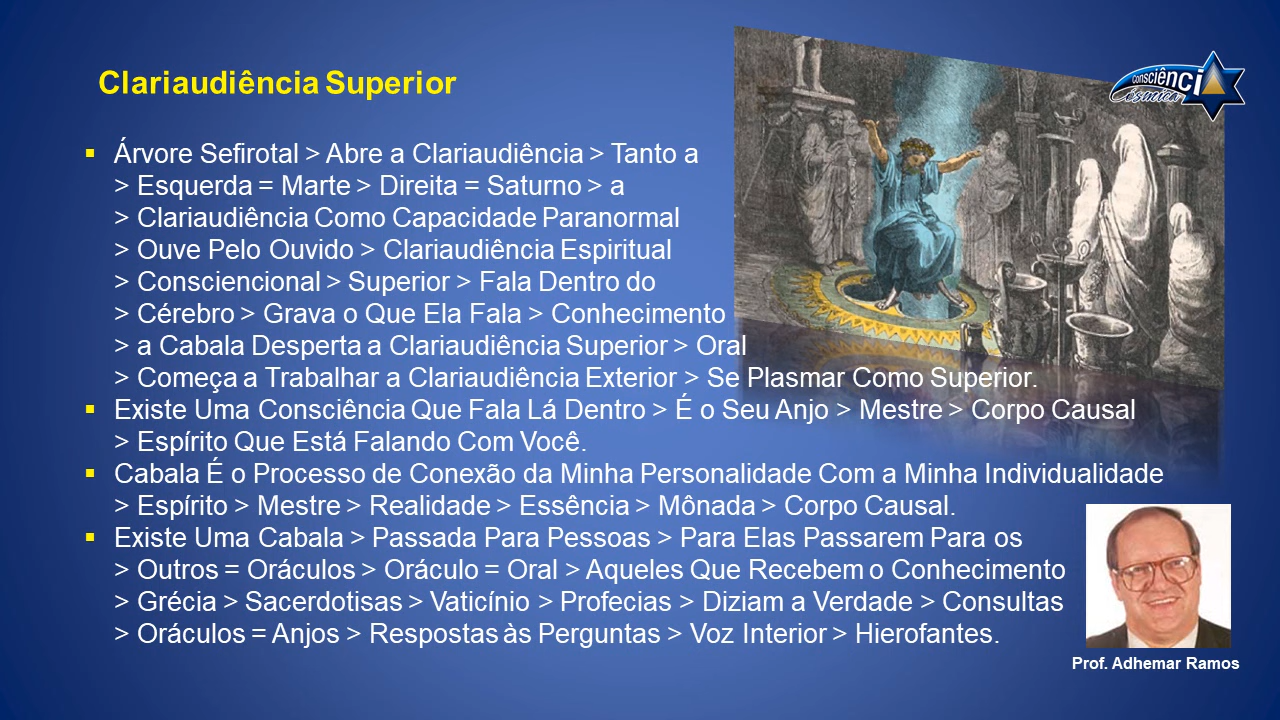 Clariaudiência Superior
consciênci
Cósmica
▪ Árvore Sefirotal > Abre a Clariaudiência > Tanto a
> Esquerda = Marte > Direita = Saturno > a
> Clariaudiência Como Capacidade Paranormal
> Ouve Pelo Ouvido > Clariaudiência Espiritual
> Consciencional > Superior > Fala Dentro do
> Cérebro > Grava o Que Ela Fala > Conhecimento
> a Cabala Desperta a Clariaudiência Superior > Oral
> Começa a Trabalhar a Clariaudiência Exterior > Se Plasmar Como Superior.
▪ Existe Uma Consciência Que Fala Lá Dentro > É o Seu Anjo > Mestre > Corpo Causal
> Espírito Que Está Falando Com Você.
▪ Cabala É o Processo de Conexão da Minha Personalidade Com a Minha Individualidade
> Espírito > Mestre > Realidade > Essência > Mônada > Corpo Causal.
▪ Existe Uma Cabala > Passada Para Pessoas > Para Elas Passarem Para os
> Outros = Oráculos > Oráculo = Oral > Aqueles Que Recebem o Conhecimento
> Grécia > Sacerdotisas > Vaticínio > Profecias > Diziam a Verdade > Consultas
> Oráculos = Anjos > Respostas às Perguntas > Voz Interior > Hierofantes.
Prof. Adhemar Ramos